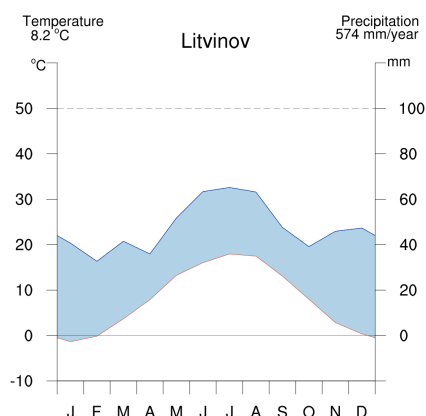 Temperature
8.2 °C
Litvinov
Precipitation
574 mm/year
°C
mm
50
100
40
80
30
60
20
40
10
20
0
0
-10
J F M A M J J A S O N D